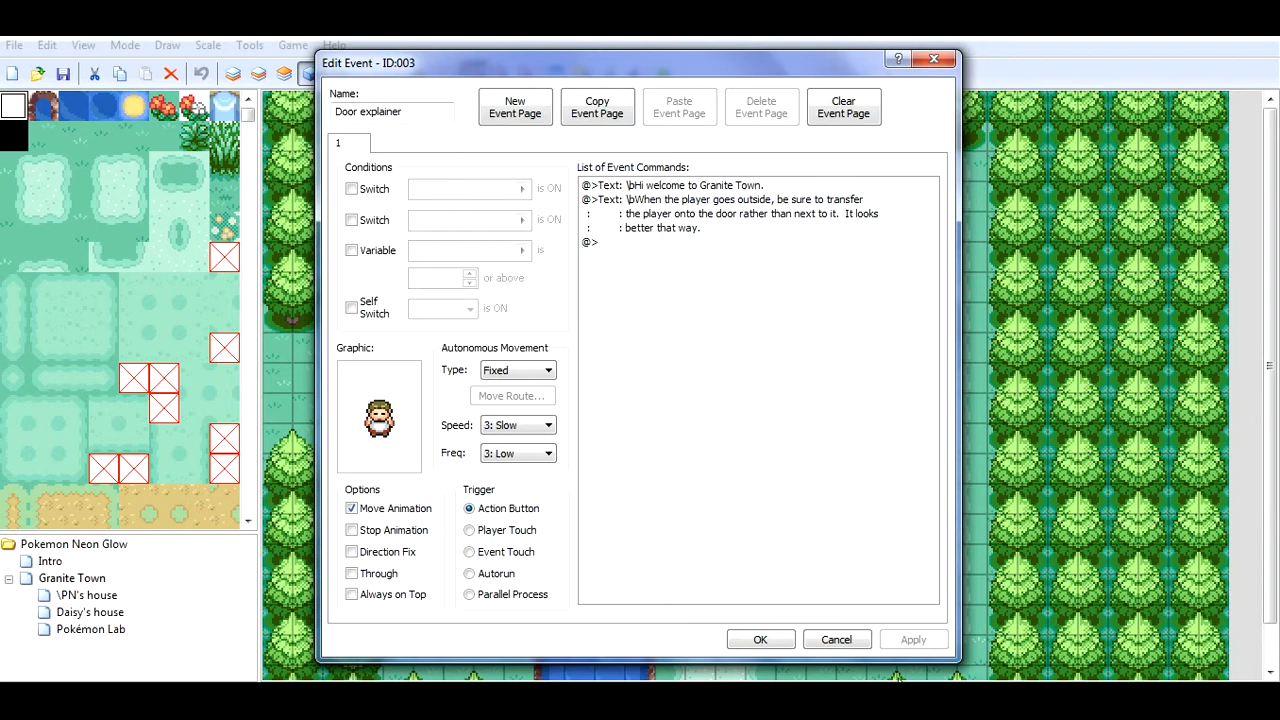 File Edit View Mode Draw Scale Tools Game Help
Edit Event - ID:003
?
Name:
Door explainer
New
Event Page
Copy
Event Page
Paste
Event Page
Delete
Event Page
Clear
Event Page
1
Conditions
Switch is ON
Switch is ON
Variable is
or above
Self
Switch
is ON
Graphic:
Autonomous Movement
Type: Fixed
Move Route...
Speed: 3: Slow
Freq: 3: Low
Options
Move Animation
Stop Animation
Direction Fix
Through
Always on Top
Trigger
Action Button
Player Touch
Event Touch
Autorun
Parallel Process
List of Event Commands:
@>Text: \bHi welcome to Granite Town.
@>Text: \bWhen the player goes outside, be sure to transfer
: : the player onto the door rather than next to it. It looks
: : better that way.
@>
OK Cancel Apply
Pokemon Neon Glow
Intro
Granite Town
\PN's house
Daisy's house
Pokémon Lab